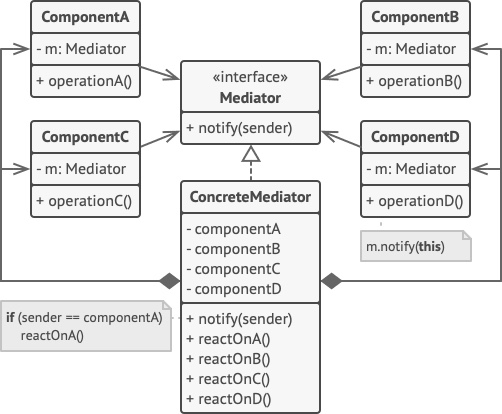 ComponentA
- m: Mediator
+ operationA()
ComponentB
- m: Mediator
+ operationB()
«interface»
Mediator
+ notify(sender)
ComponentC
- m: Mediator
+ operationC()
ComponentD
- m: Mediator
+ operationD()
m.notify(this)
ConcreteMediator
- componentA
- componentB
- componentC
- componentD
+ notify(sender)
+ reactOnA()
+ reactOnB()
+ reactOnC()
+ reactOnD()
if (sender == componentA)
reactOnA()